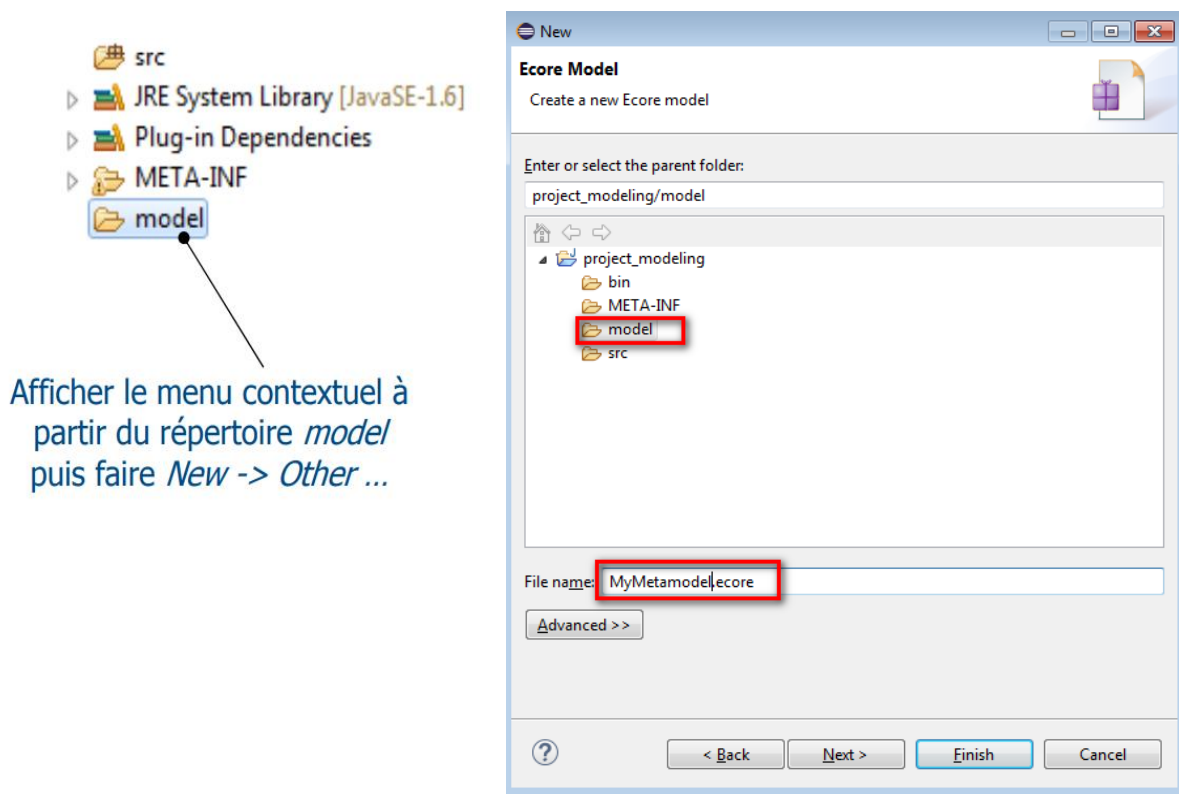 src
JRE System Library [JavaSE-1.6]
Plug-in Dependencies
META-INF
model
Afficher le menu contextuel à
partir du répertoire model
puis faire New -> Other ...
New
Ecore Model
Create a new Ecore model
Enter or select the parent folder:
project_modeling/model
project_modeling
bin
META-INF
model
src
File name: MyMetamodel.ecore
Advanced >>
?
< Back
Next >
Finish
Cancel